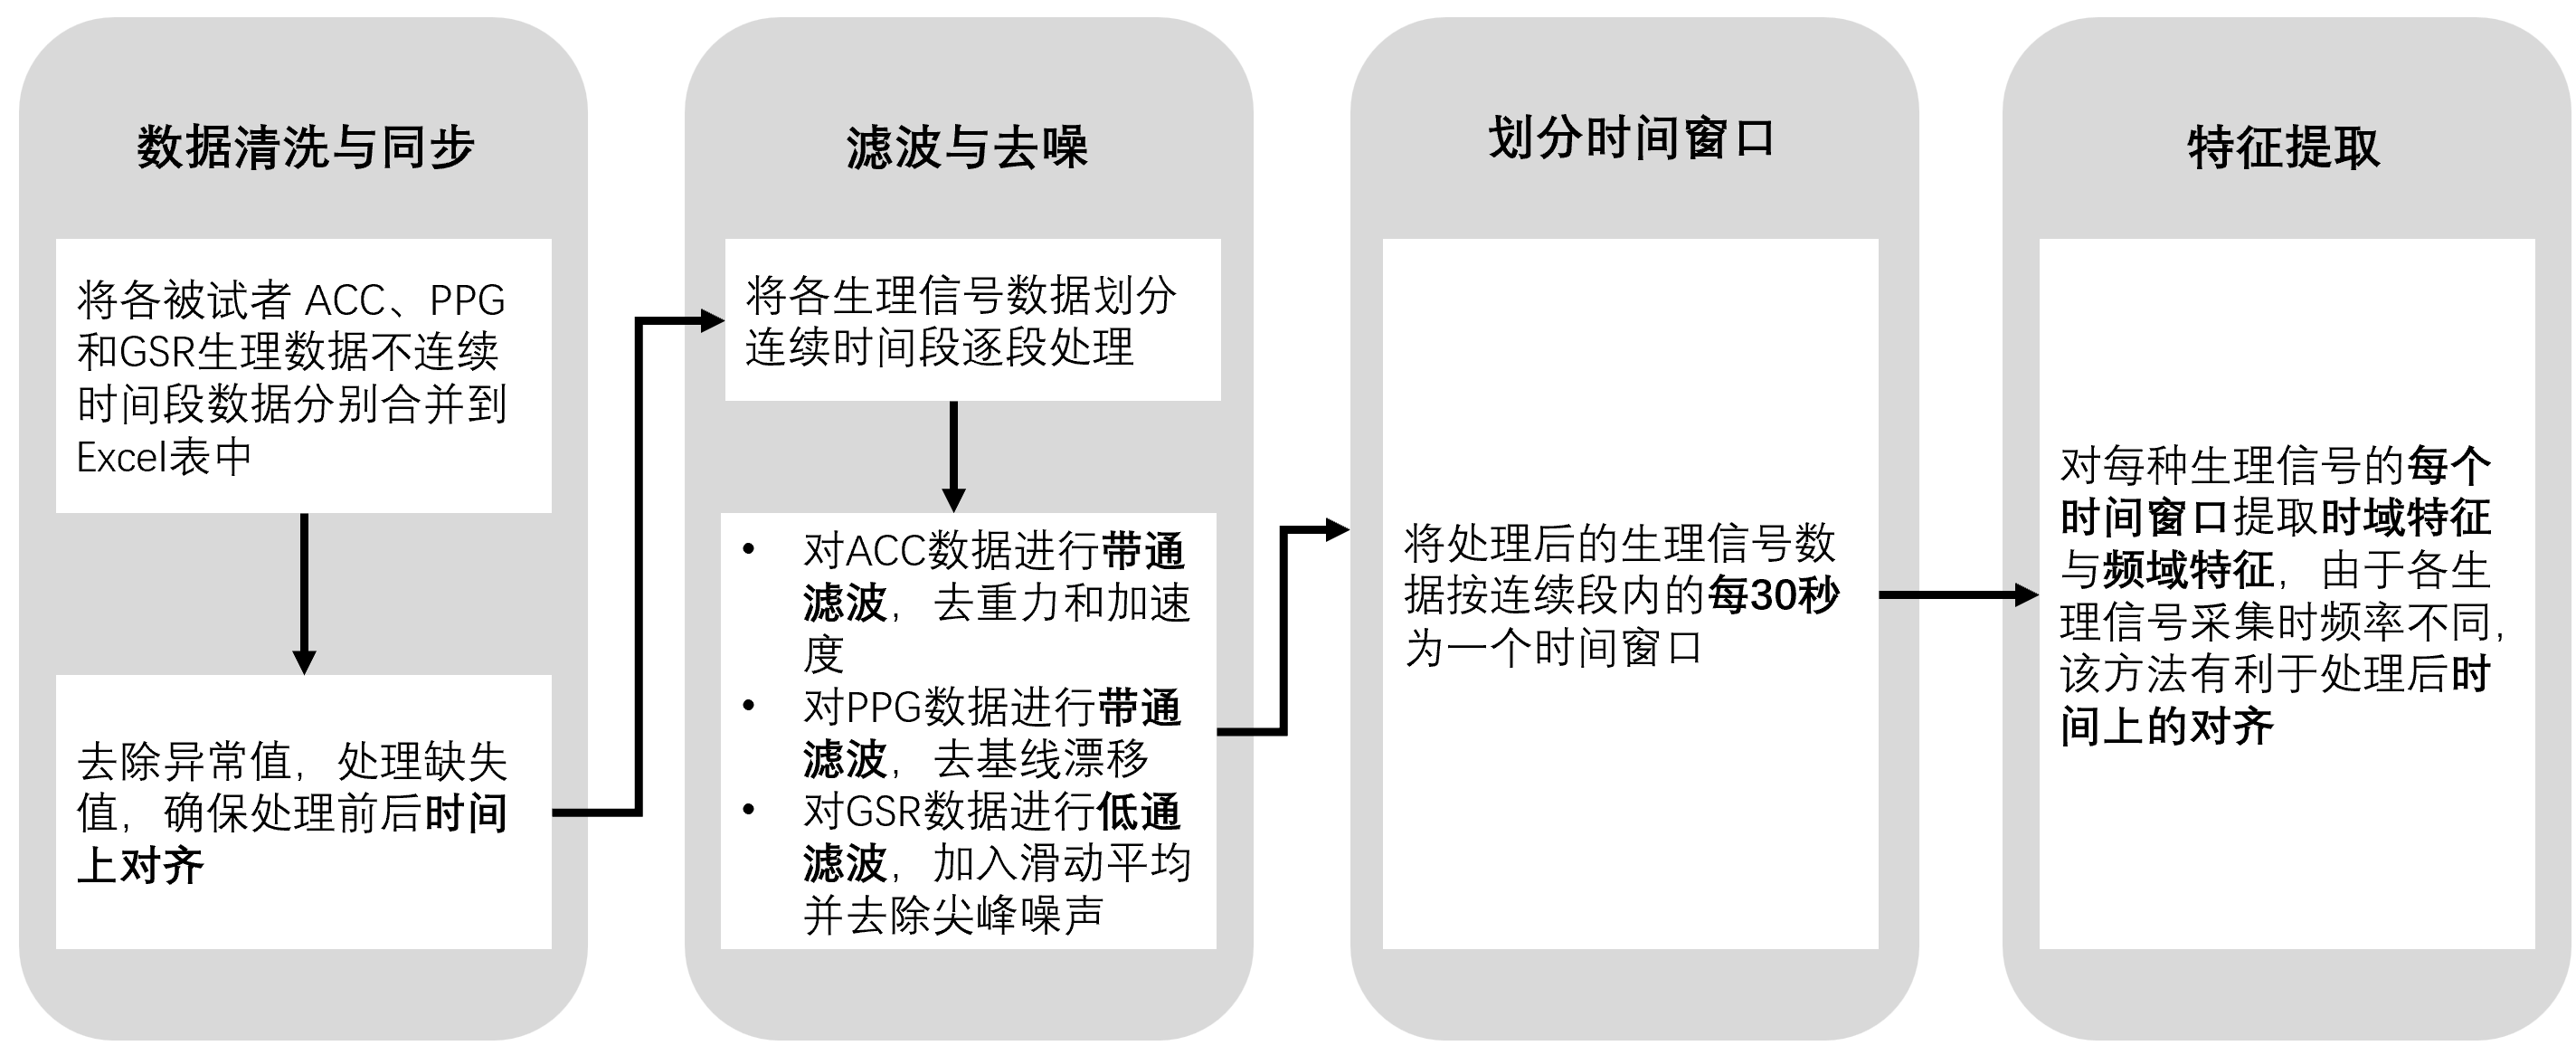 数据清洗与同步
将各被试者 ACC、PPG
和GSR生理数据不连续
时间段数据分别合并到
Excel表中
去除异常值，处理缺失
值，确保处理前后时间
上对齐
滤波与去噪
将各生理信号数据划分
连续时间段逐段处理
• 对ACC数据进行带通
滤波，去重力和加速
度
• 对PPG数据进行带通
滤波，去基线漂移
• 对GSR数据进行低通
滤波，加入滑动平均
并去除尖峰噪声
划分时间窗口
将处理后的生理信号数
据按连续段内的每30秒
为一个时间窗口
特征提取
对每种生理信号的每个
时间窗口提取时域特征
与频域特征，由于各生
理信号采集时频率不同，
该方法有利于处理后时
间上的对齐